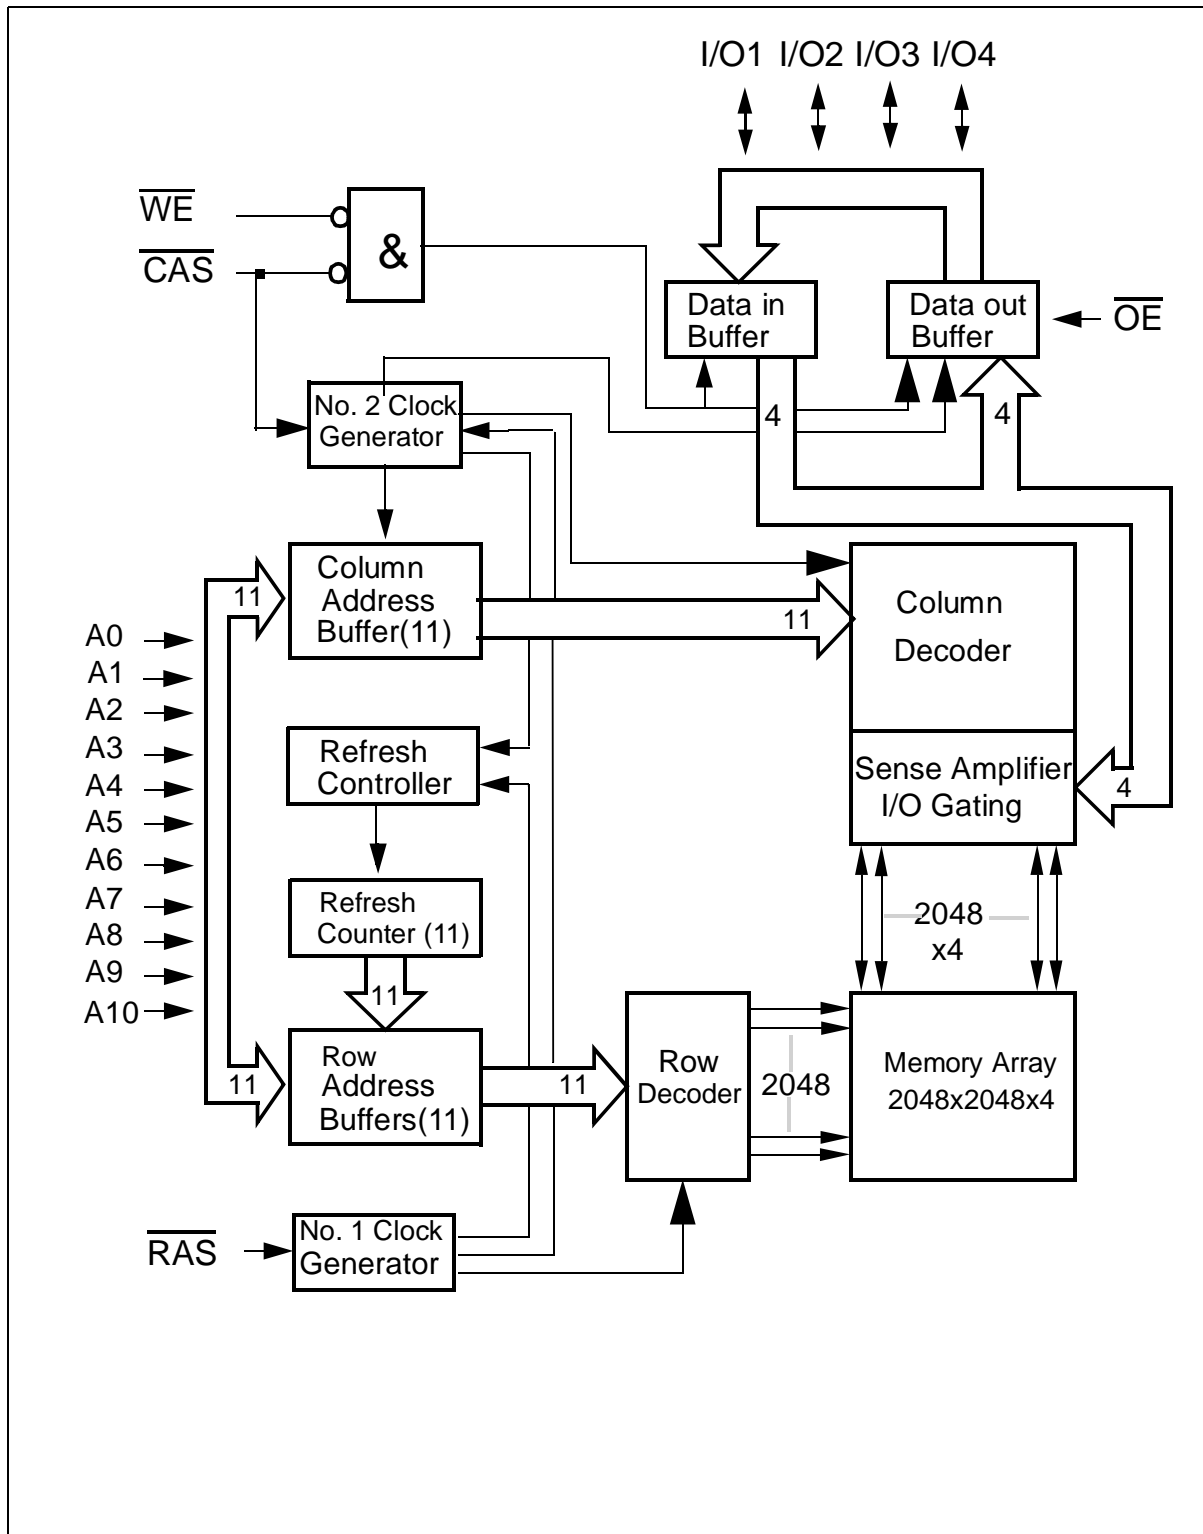 I/O1 I/O2 I/O3 I/O4
WE
CAS
&
Data in
Buffer
Data out
Buffer
OE
No. 2 Clock
Generator
4
4
Column
Address
Buffer(11)
11
11
Column
Decoder
A0
A1
A2
A3
A4
A5
A6
A7
A8
A9
A10
Refresh
Controller
Sense Amplifier
I/O Gating
4
Refresh
Counter (11)
2048
x4
11
Row
Address
Buffers(11)
11
11
Row
Decoder
2048
Memory Array
2048x2048x4
RAS
No. 1 Clock
Generator